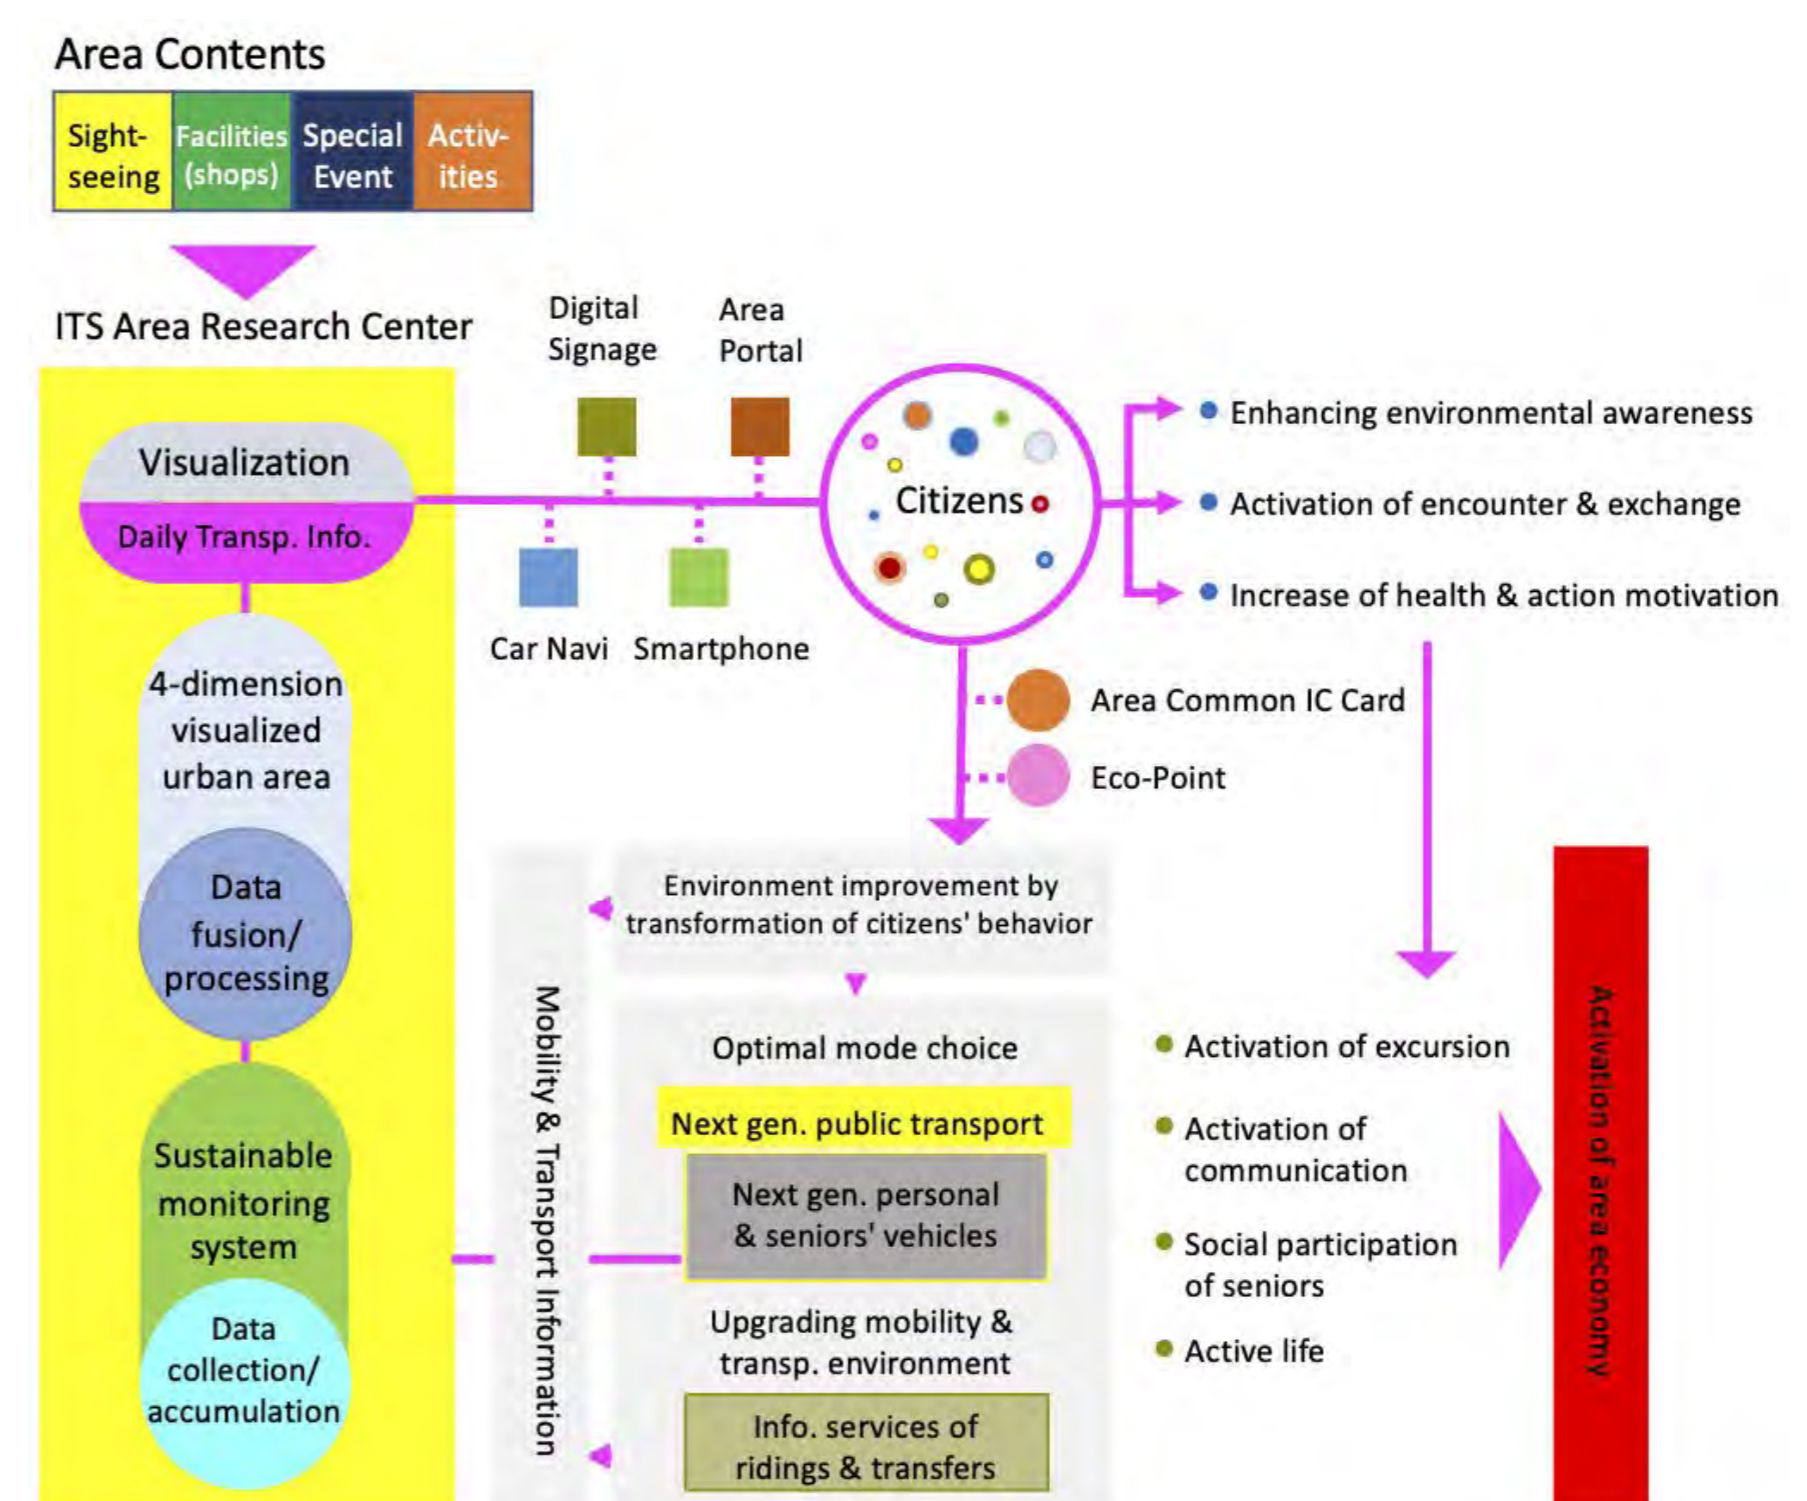 Area Contents
Sight-
seeing
Facilities
(shops)
Special
Event
Activ-
ities
ITS Area Research Center
Visualization
Daily Transp. Info.
4-dimension
visualized
urban area
Data
fusion/
processing
Sustainable
monitoring
system
Data
collection/
accumulation
Digital
Signage
Area
Portal
Car Navi
Smartphone
Citizens
Enhancing environmental awareness
Activation of encounter & exchange
Increase of health & action motivation
Area Common IC Card
Eco-Point
Environment improvement by
transformation of citizens' behavior
Mobility & Transport Information
Optimal mode choice
Next gen. public transport
Next gen. personal
& seniors' vehicles
Upgrading mobility &
transp. environment
Info. services of
ridings & transfers
Activation of excursion
Activation of
communication
Social participation
of seniors
Active life
Activation of area economy